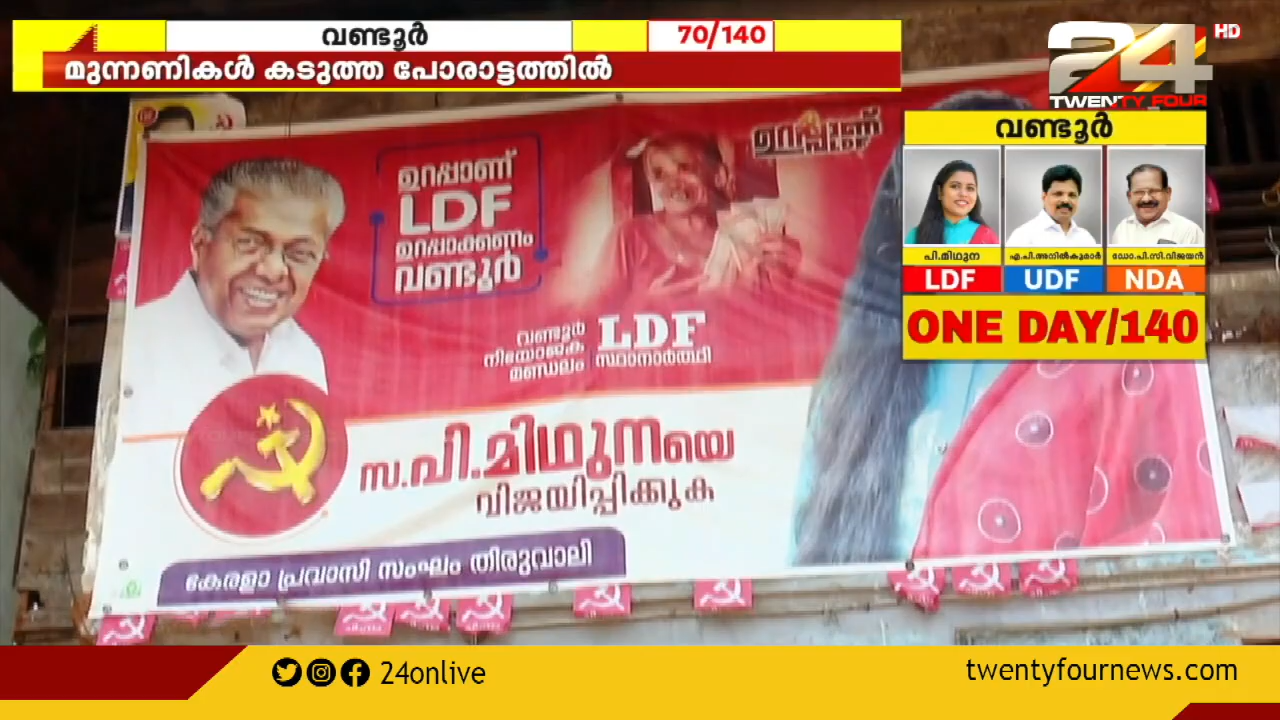 വണ്ടൂർ
70/140
മുന്നണികൾ കടുത്ത പോരാട്ടത്തിൽ
24
HD
TWENTY FOUR
വണ്ടൂർ
പി.മിഥുന
എ.പി.അനിൽകുമാർ
ഡോ.പി.സി.വിജയൻ
LDF
UDF
NDA
ONE DAY/140
ഉറപ്പാണ്
ഉറപ്പാണ്
LDF
ഉറപ്പാക്കണം
വണ്ടൂർ
വണ്ടൂർ
നിയോജക
മണ്ഡലം
LDF
സ്ഥാനാർത്ഥി
സ.പി.മിഥുനയെ
വിജയിപ്പിക്കുക
കേരളാ പ്രവാസി സംഘം തിരുവാലി
24onlive
twentyfournews.com